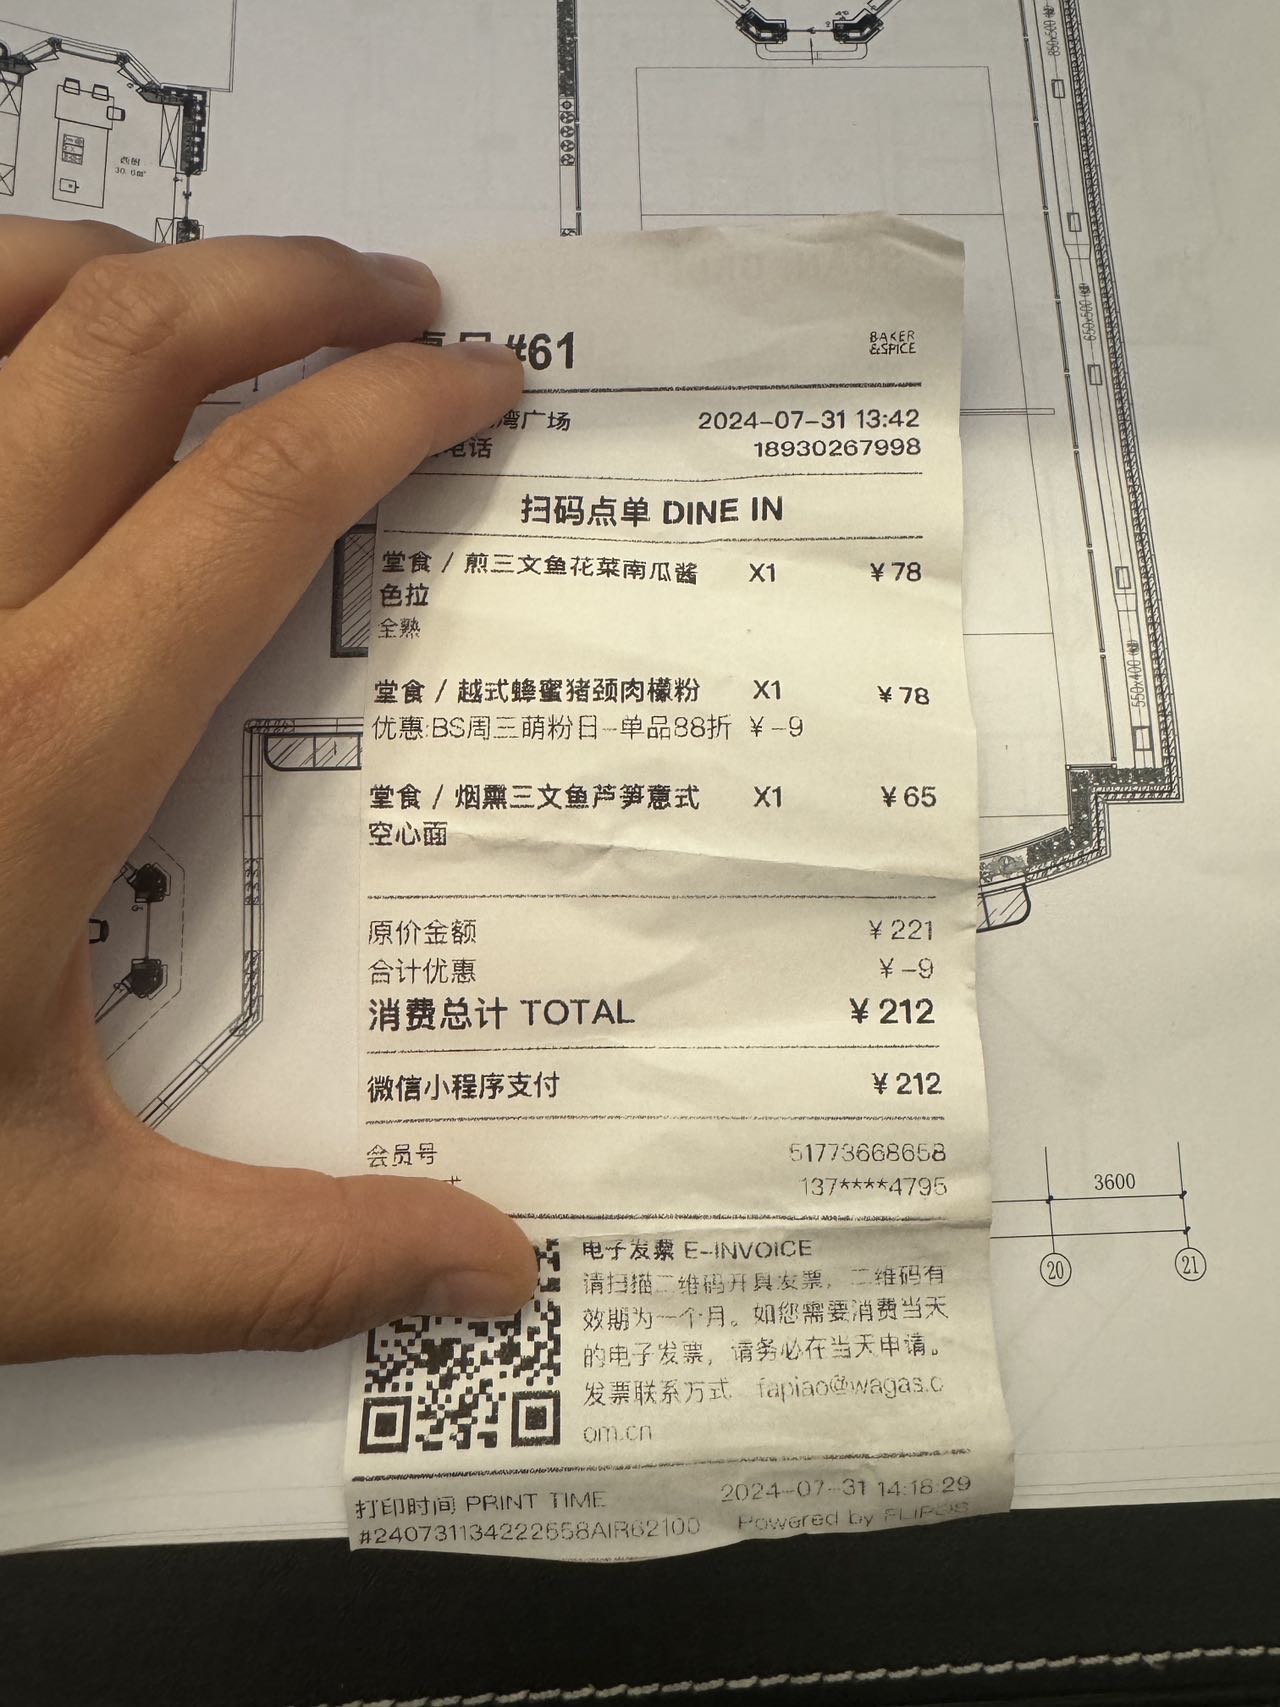 西厨
30.6㎡
850x500
650x500
550x400
#61
BAKER
&SPICE
湾广场 2024-07-31 13:42
电话 18930267998
扫码点单 DINE IN
堂食 / 煎三文鱼花菜南瓜酱 X1 ¥78
色拉
全熟
堂食 / 越式蜂蜜猪颈肉檬粉 X1 ¥78
优惠:BS周三萌粉日-单品88折 ¥-9
堂食 / 烟熏三文鱼芦笋意式 X1 ¥65
空心面
原价金额 ¥221
合计优惠 ¥-9
消费总计 TOTAL ¥212
微信小程序支付 ¥212
会员号 51773668658
137****4795
电子发票 E-INVOICE
请扫描二维码开具发票，二维码有
效期为一个月。如您需要消费当天
的电子发票，请务必在当天申请。
发票联系方式 fapiao@wagas.c
om.cn
打印时间 PRINT TIME 2024-07-31 14:18:29
#240731134222658AIR62100 Powered by FLIPOS
3600
20 21